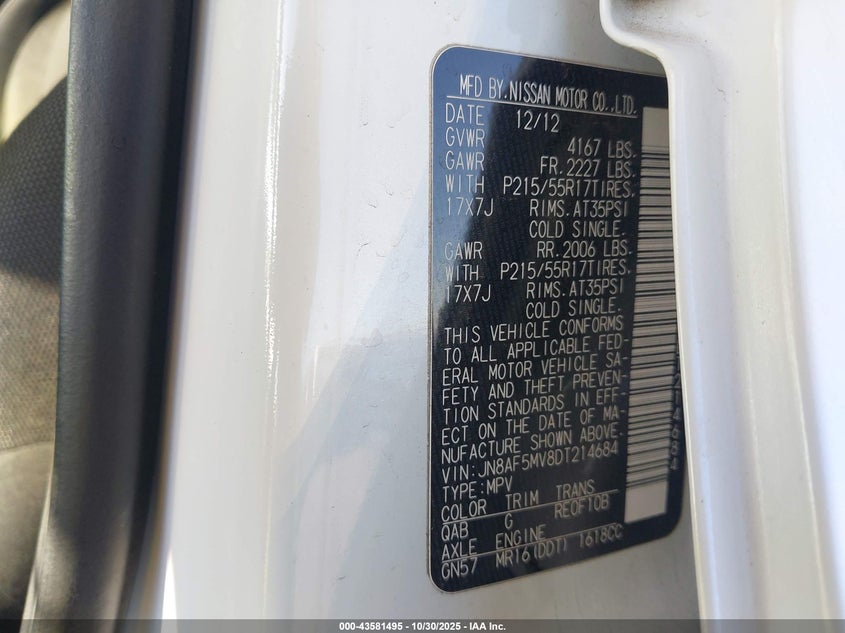 MFD BY.NISSAN MOTOR CO.,LTD.
DATE 12/12
GVWR 4167 LBS.
GAWR FR.2227 LBS.
WITH P215/55R17TIRES,
17X7J RIMS.AT35PSI
COLD SINGLE.
GAWR RR.2006 LBS.
WITH P215/55R17TIRES,
17X7J RIMS.AT35PSI
COLD SINGLE.
THIS VEHICLE CONFORMS
TO ALL APPLICABLE FED-
ERAL MOTOR VEHICLE SA-
FETY AND THEFT PREVEN-
TION STANDARDS IN EFF-
ECT ON THE DATE OF MA-
NUFACTURE SHOWN ABOVE.
VIN:JN8AF5MV8DT214684
TYPE:MPV
COLOR TRIM TRANS
QAB G RE0F10B
AXLE ENGINE
GN57 MR16(DDT) 1618CC
000-43581495 - 10/30/2025 - IAA Inc.